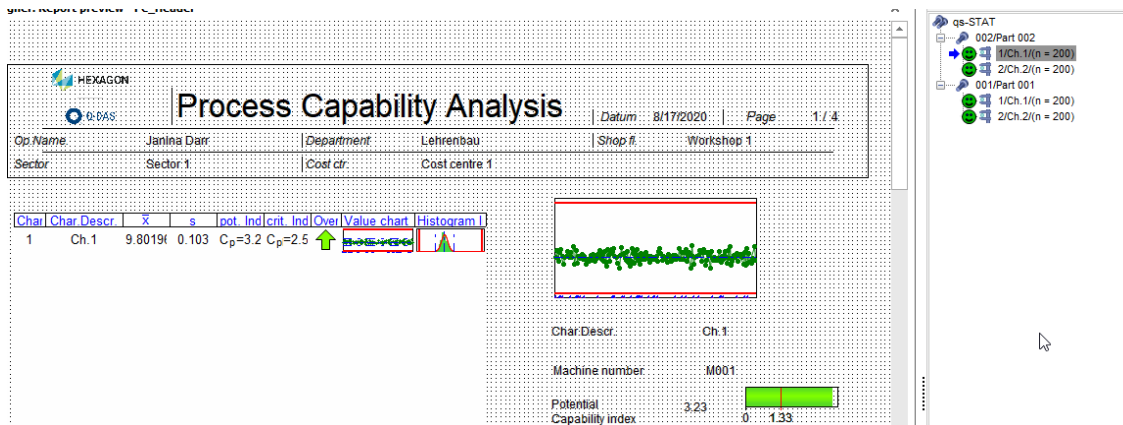 Report preview
HEXAGON
Q-DAS
Process Capability Analysis
Datum 8/17/2020 Page 1 / 4
Op.Name. Janina Darr Department Lehrenbau Shop fl. Workshop 1
Sector Sector 1 Cost ctr. Cost centre 1
Char Char.Descr. x s pot. Ind crit. Ind Over Value chart Histogram I
1 Ch.1 9.8019 0.103 Cp=3.2 Cp=2.5
Char.Descr. Ch.1
Machine number M001
Potential
Capability index 3.23
0 1.33
qs-STAT
002/Part 002
1/Ch.1/(n = 200)
2/Ch.2/(n = 200)
001/Part 001
1/Ch.1/(n = 200)
2/Ch.2/(n = 200)